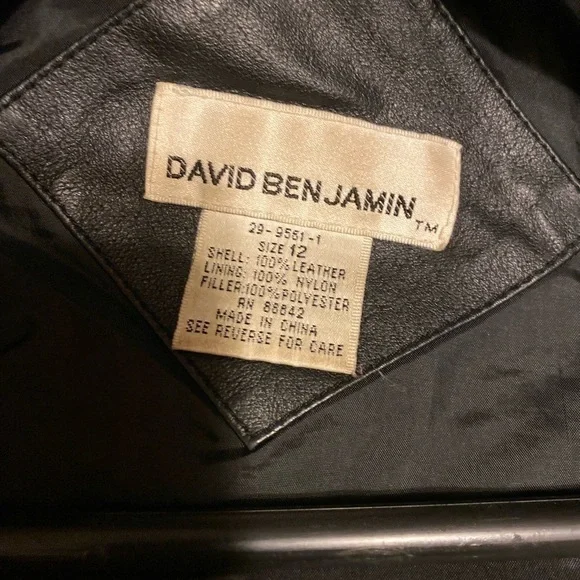 DAVID BENJAMIN ™
29-9551-1
SIZE 12
SHELL: 100% LEATHER
LINING: 100% NYLON
FILLER: 100% POLYESTER
RN 88842
MADE IN CHINA
SEE REVERSE FOR CARE